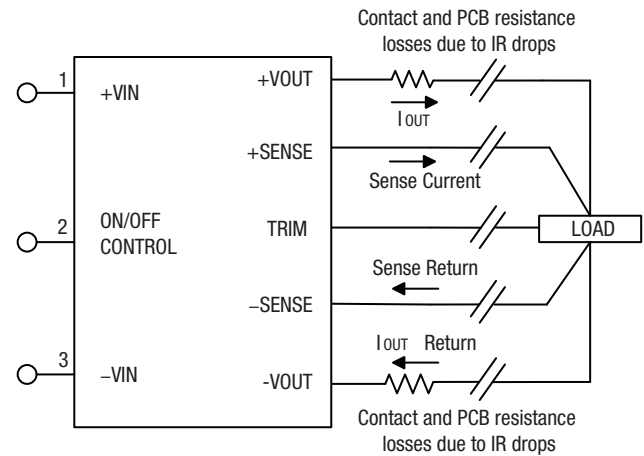 Contact and PCB resistance
losses due to IR drops
1
+VIN
+VOUT
IOUT
+SENSE
Sense Current
2
ON/OFF
CONTROL
TRIM
LOAD
Sense Return
−SENSE
IOUT Return
3
−VIN
-VOUT
Contact and PCB resistance
losses due to IR drops